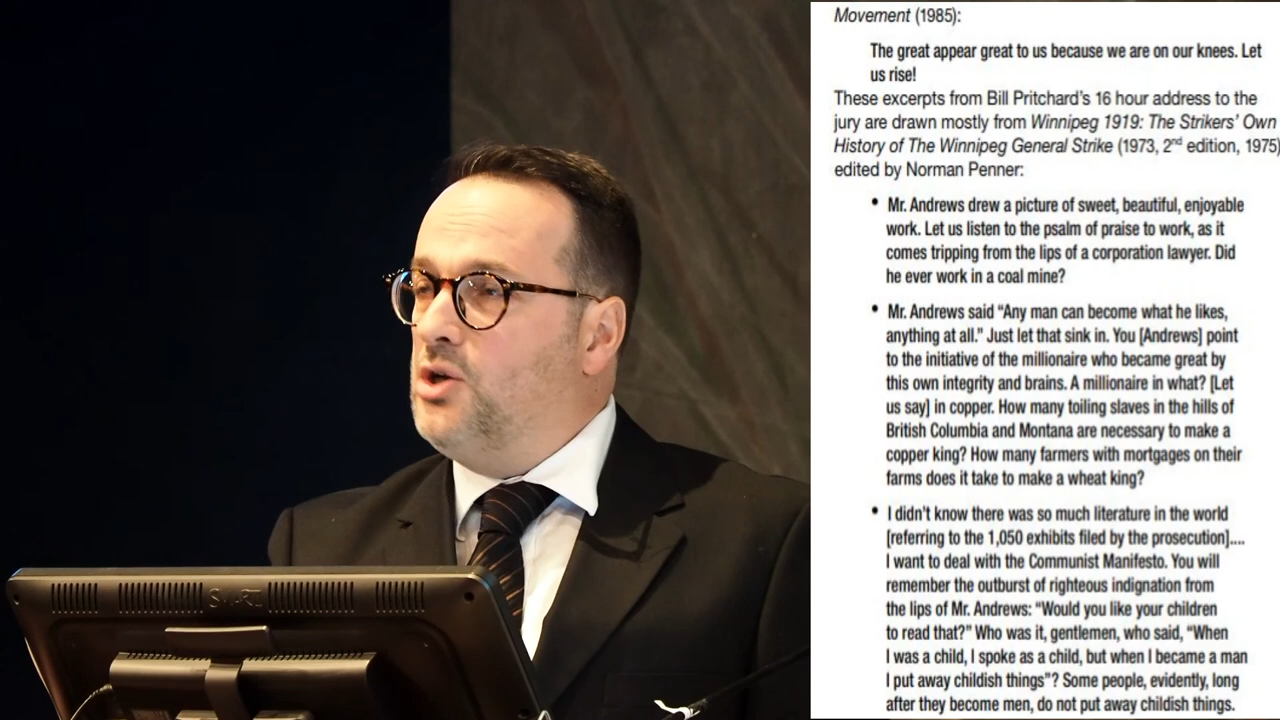 Movement (1985):
The great appear great to us because we are on our knees. Let
us rise!
These excerpts from Bill Pritchard's 16 hour address to the
jury are drawn mostly from Winnipeg 1919: The Strikers' Own
History of The Winnipeg General Strike (1973, 2nd edition, 1975)
edited by Norman Penner:
• Mr. Andrews drew a picture of sweet, beautiful, enjoyable
work. Let us listen to the psalm of praise to work, as it
comes tripping from the lips of a corporation lawyer. Did
he ever work in a coal mine?
• Mr. Andrews said “Any man can become what he likes,
anything at all.” Just let that sink in. You [Andrews] point
to the initiative of the millionaire who became great by
this own integrity and brains. A millionaire in what? [Let
us say] in copper. How many toiling slaves in the hills of
British Columbia and Montana are necessary to make a
copper king? How many farmers with mortgages on their
farms does it take to make a wheat king?
• I didn't know there was so much literature in the world
[referring to the 1,050 exhibits filed by the prosecution]....
I want to deal with the Communist Manifesto. You will
remember the outburst of righteous indignation from
the lips of Mr. Andrews: “Would you like your children
to read that?” Who was it, gentlemen, who said, “When
I was a child, I spoke as a child, but when I became a man
I put away childish things”? Some people, evidently, long
after they become men, do not put away childish things.
SMART